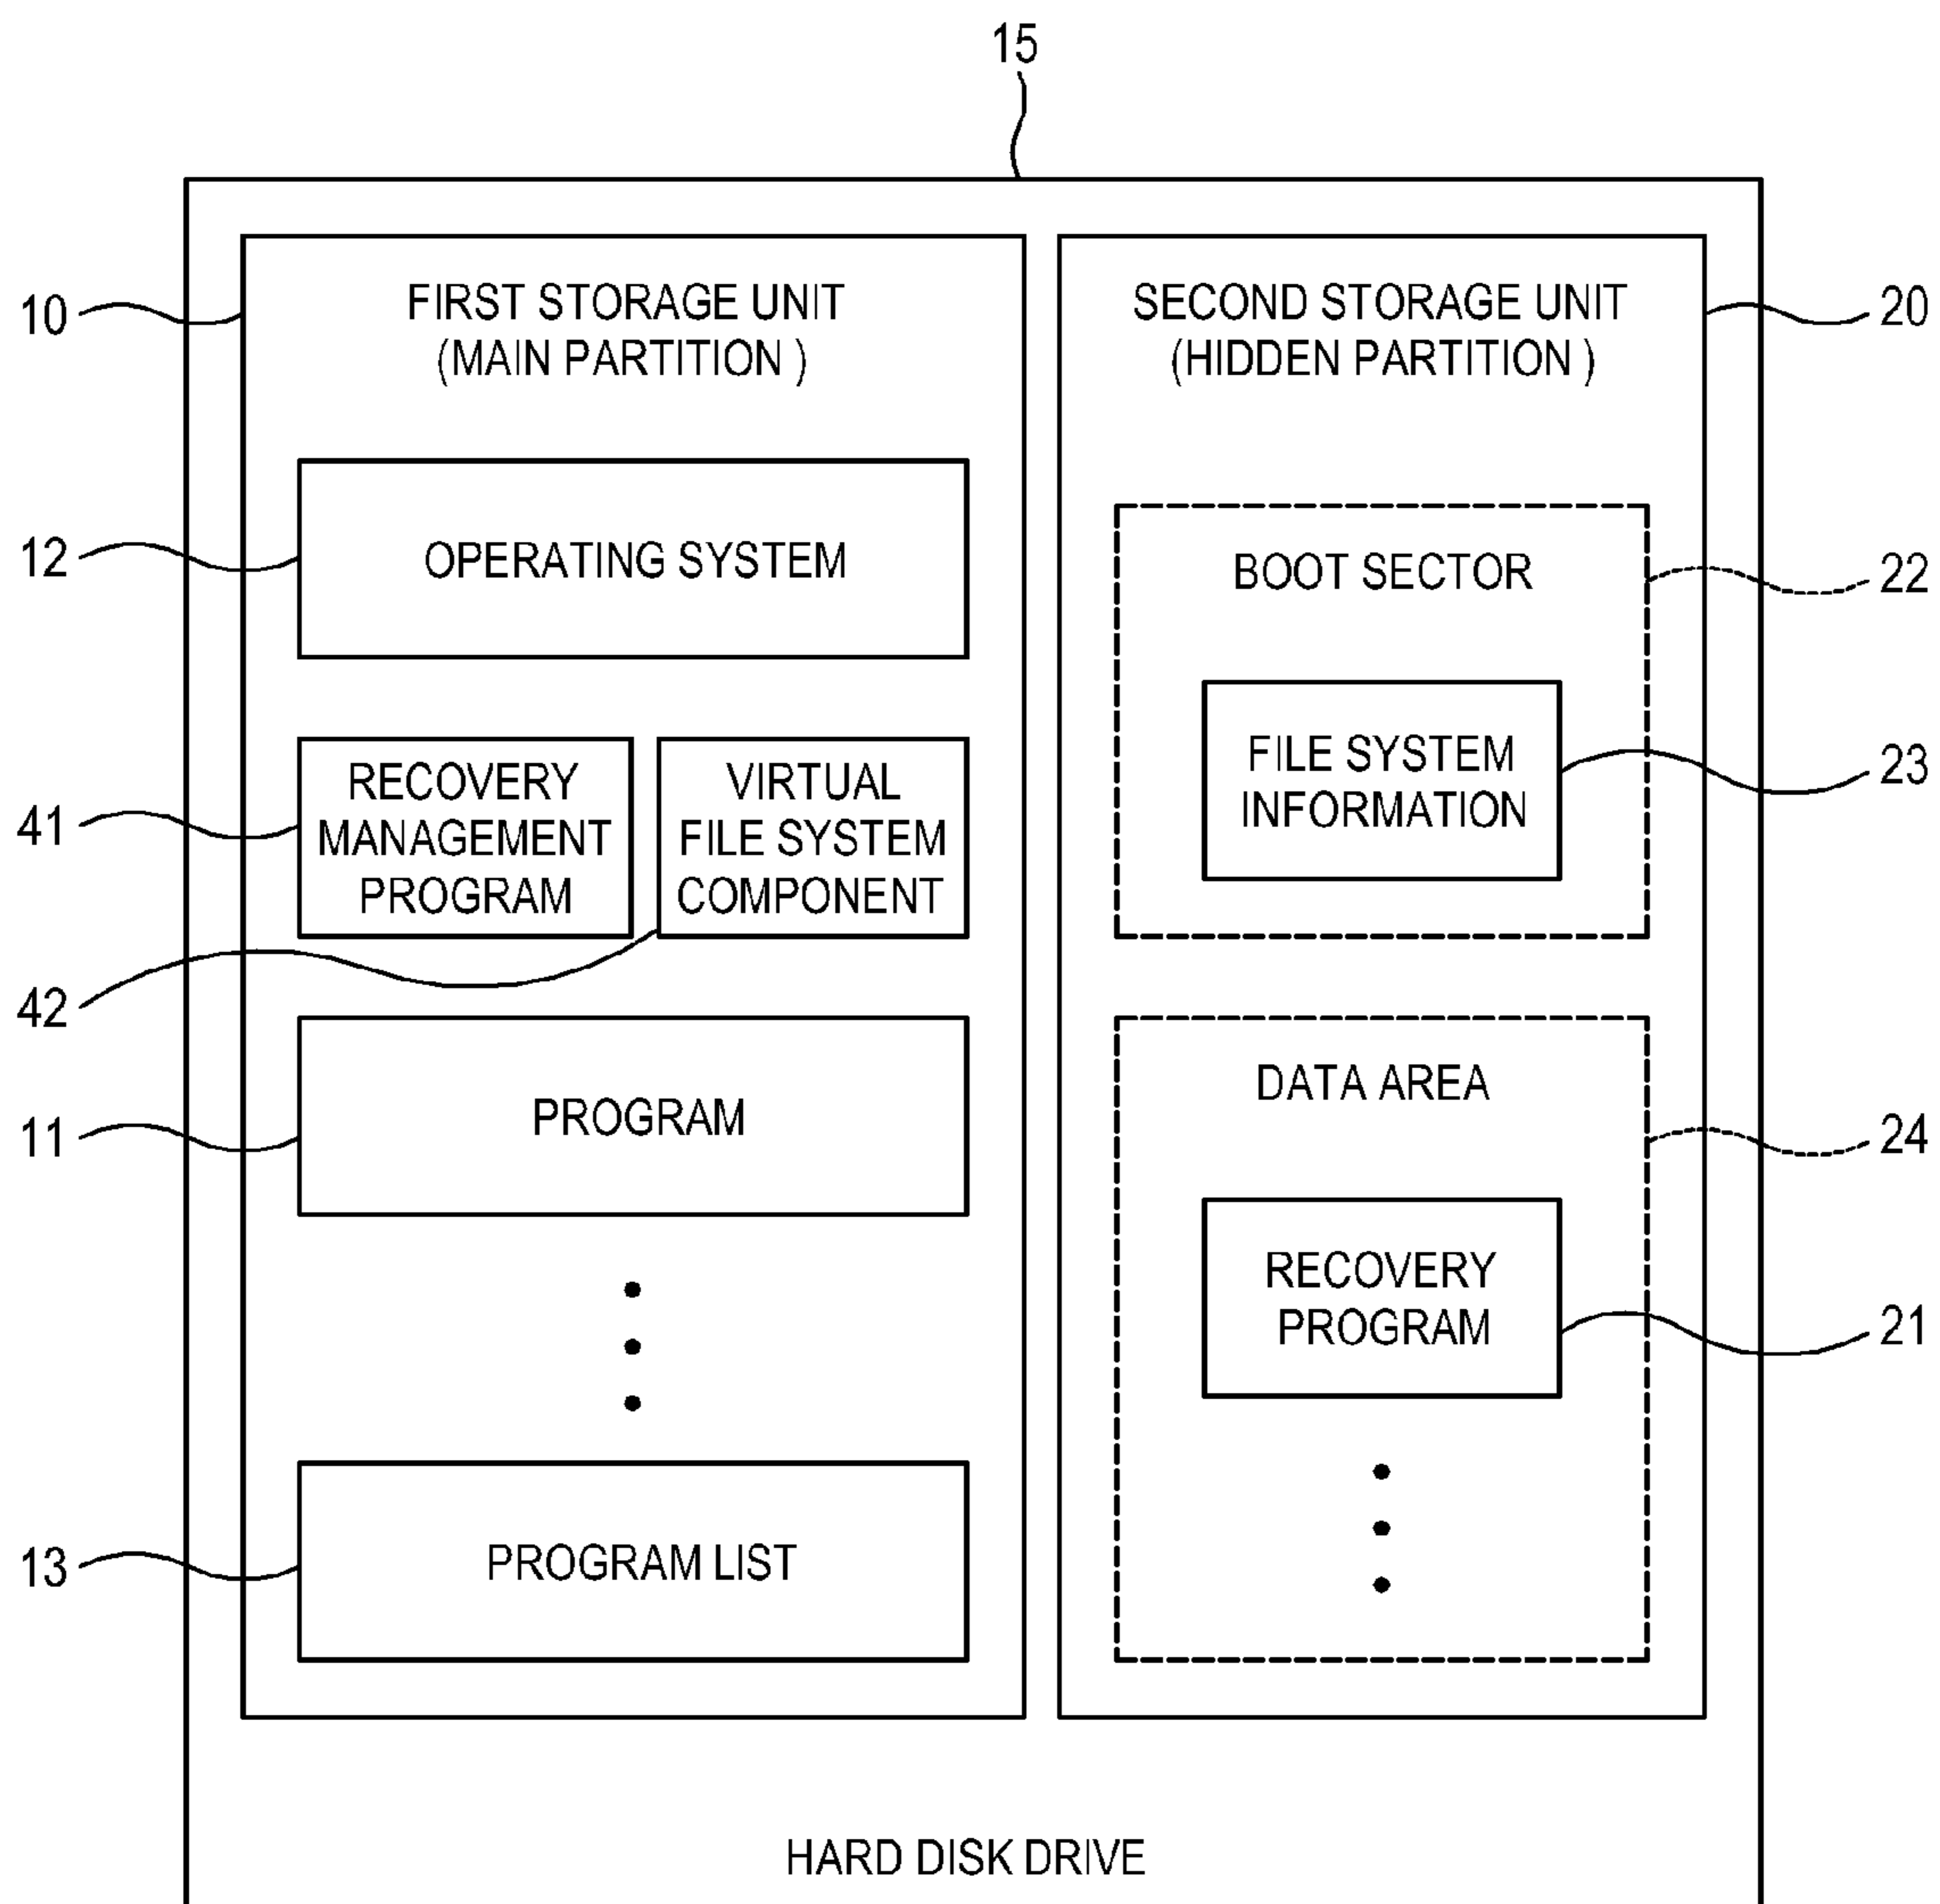 15
10
FIRST STORAGE UNIT
(MAIN PARTITION )
12
OPERATING SYSTEM
41
RECOVERY
MANAGEMENT
PROGRAM
VIRTUAL
FILE SYSTEM
COMPONENT
42
11
PROGRAM
13
PROGRAM LIST
SECOND STORAGE UNIT
(HIDDEN PARTITION )
20
BOOT SECTOR
22
FILE SYSTEM
INFORMATION
23
DATA AREA
24
RECOVERY
PROGRAM
21
HARD DISK DRIVE